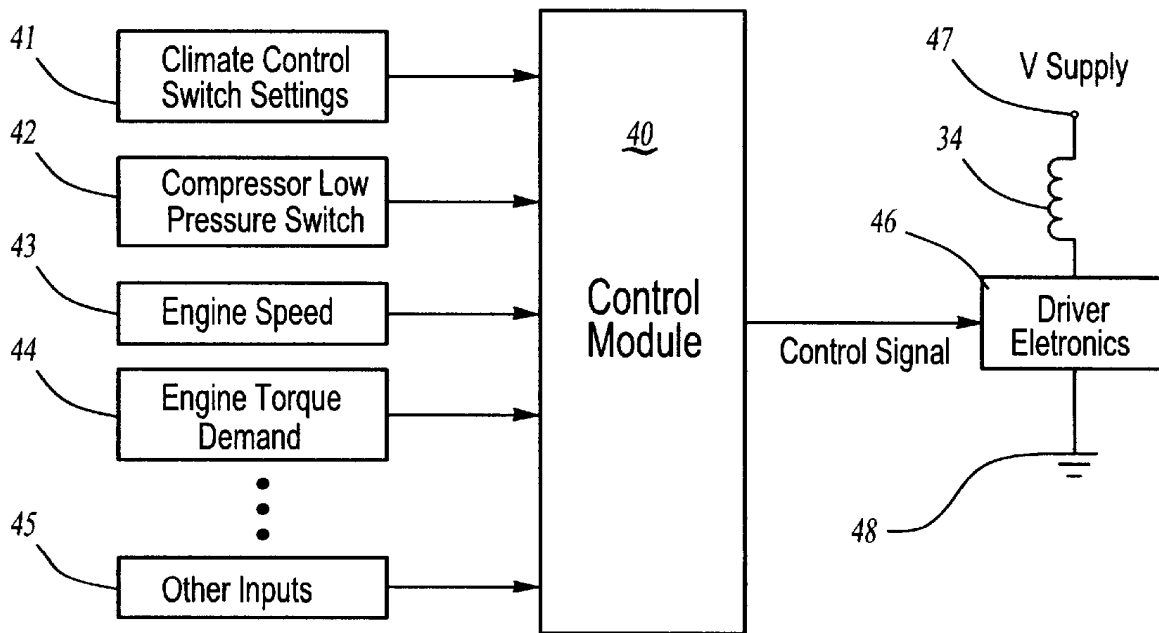 41
Climate Control
Switch Settings
42
Compressor Low
Pressure Switch
43
Engine Speed
44
Engine Torque
Demand
45
Other Inputs
40
Control
Module
Control Signal
47
V Supply
34
46
Driver
Eletronics
48